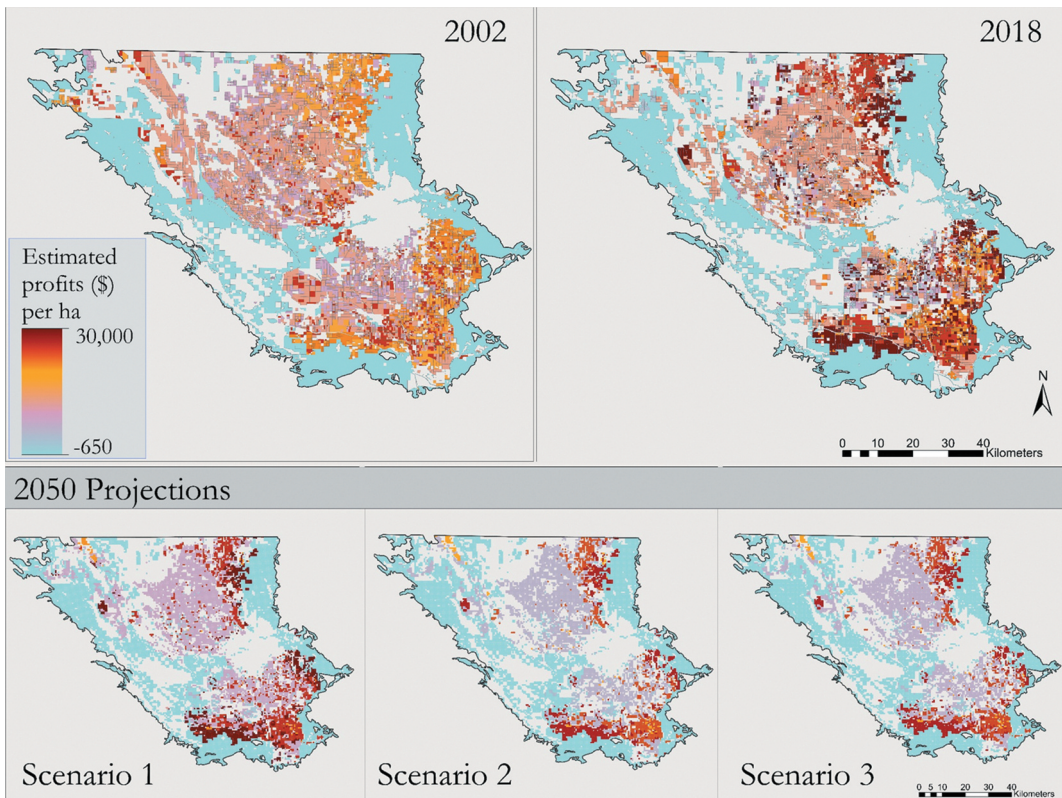 2002
2018
Estimated
profits ($)
per ha
30,000
-650
N
0 10 20 30 40
Kilometers
2050 Projections
Scenario 1
Scenario 2
Scenario 3
0 5 10 20 30 40
Kilometers